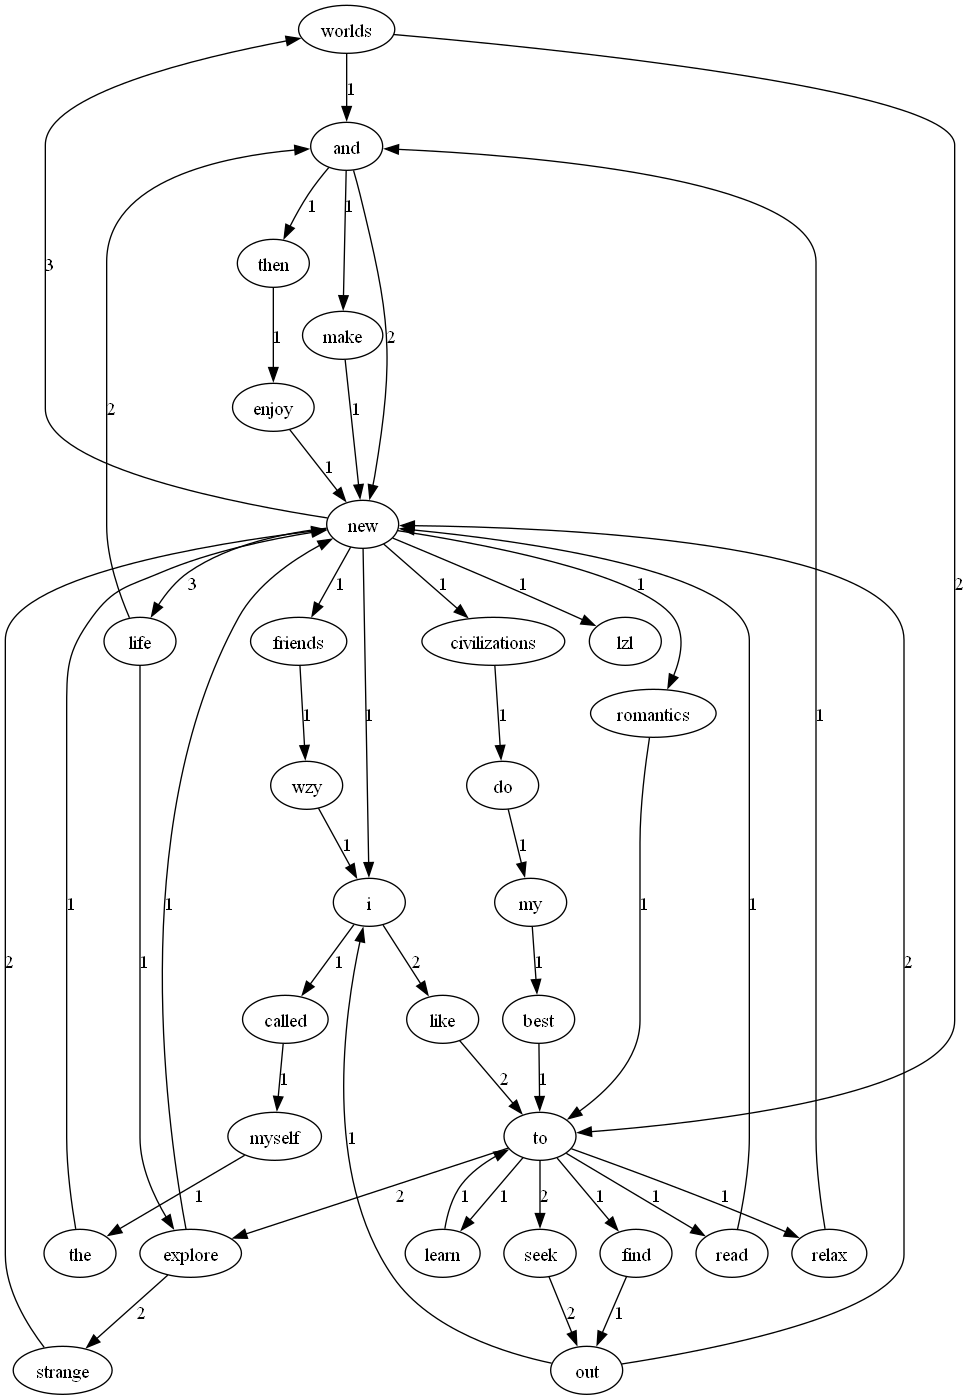 worlds
2
1
and
1
1
then
3
make
2
1
enjoy
2
1
1
new
3
1
1
1
1
2
life
friends
civilizations
lzl
romantics
1
1
1
1
wzy
do
1
1
i
my
1
1
1
1
2
1
2
1
1
2
called
like
best
1
2
1
myself
to
1
1
2
1
1
2
1
1
1
the
explore
learn
seek
find
read
relax
2
2
1
strange
out